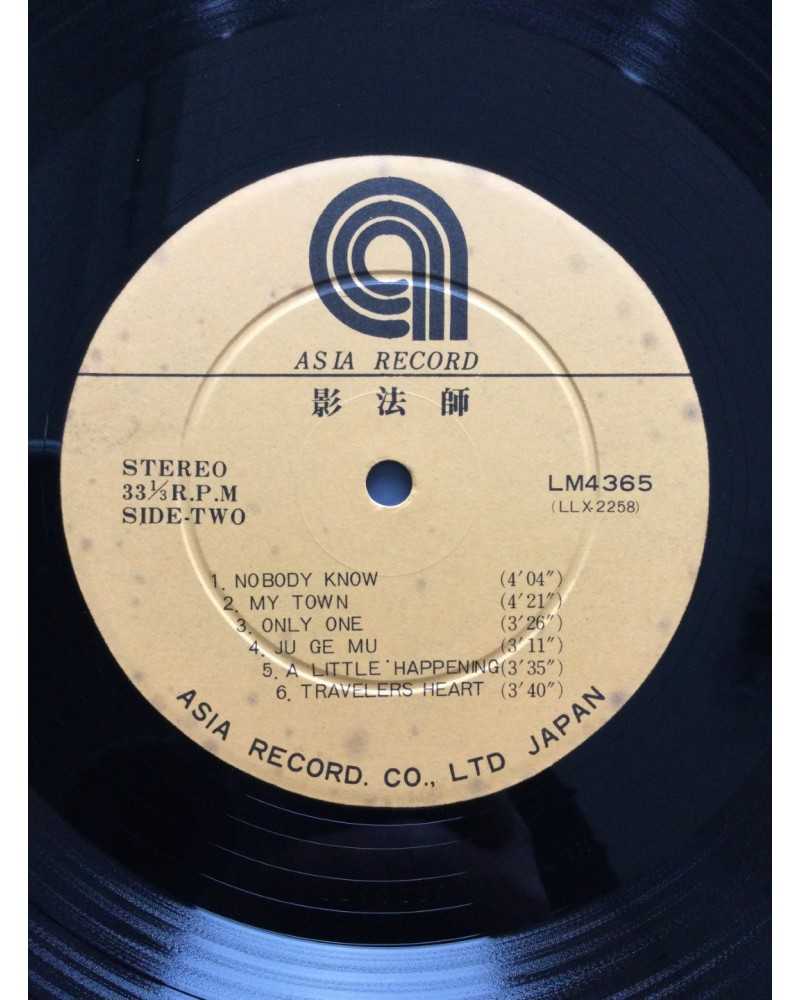 ASIA RECORD
影法師
STEREO
33⅓R.P.M
SIDE-TWO
LM4365
(LLX-2258)
1. NOBODY KNOW (4'04")
2. MY TOWN (4'21")
3. ONLY ONE (3'26")
4. JU GE MU (3'11")
5. A LITTLE HAPPENING (3'35")
6. TRAVELERS HEART (3'40")
ASIA RECORD. CO., LTD JAPAN